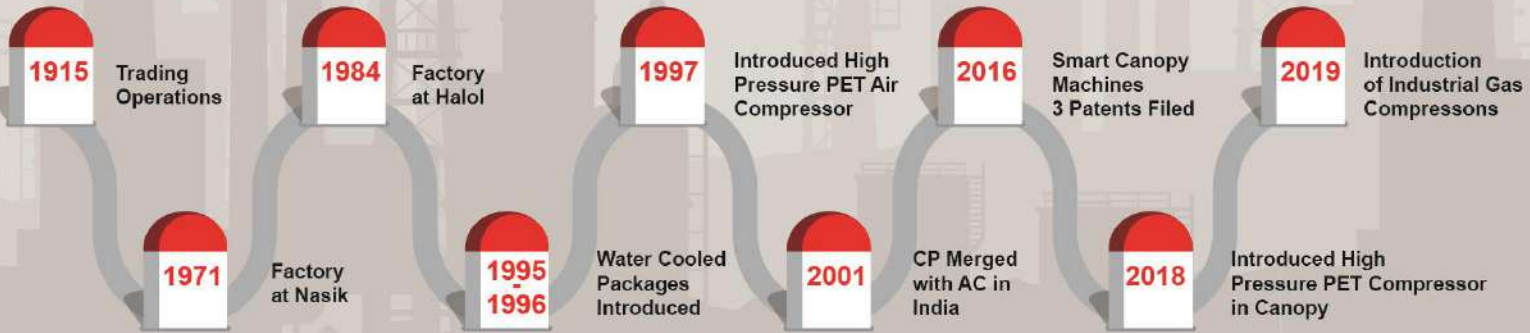 1915
Trading
Operations
1971
Factory
at Nasik
1984
Factory
at Halol
1995
-
1996
Water Cooled
Packages
Introduced
1997
Introduced High
Pressure PET Air
Compressor
2001
CP Merged
with AC in
India
2016
Smart Canopy
Machines
3 Patents Filed
2018
Introduced High
Pressure PET Compressor
in Canopy
2019
Introduction
of Industrial Gas
Compressons